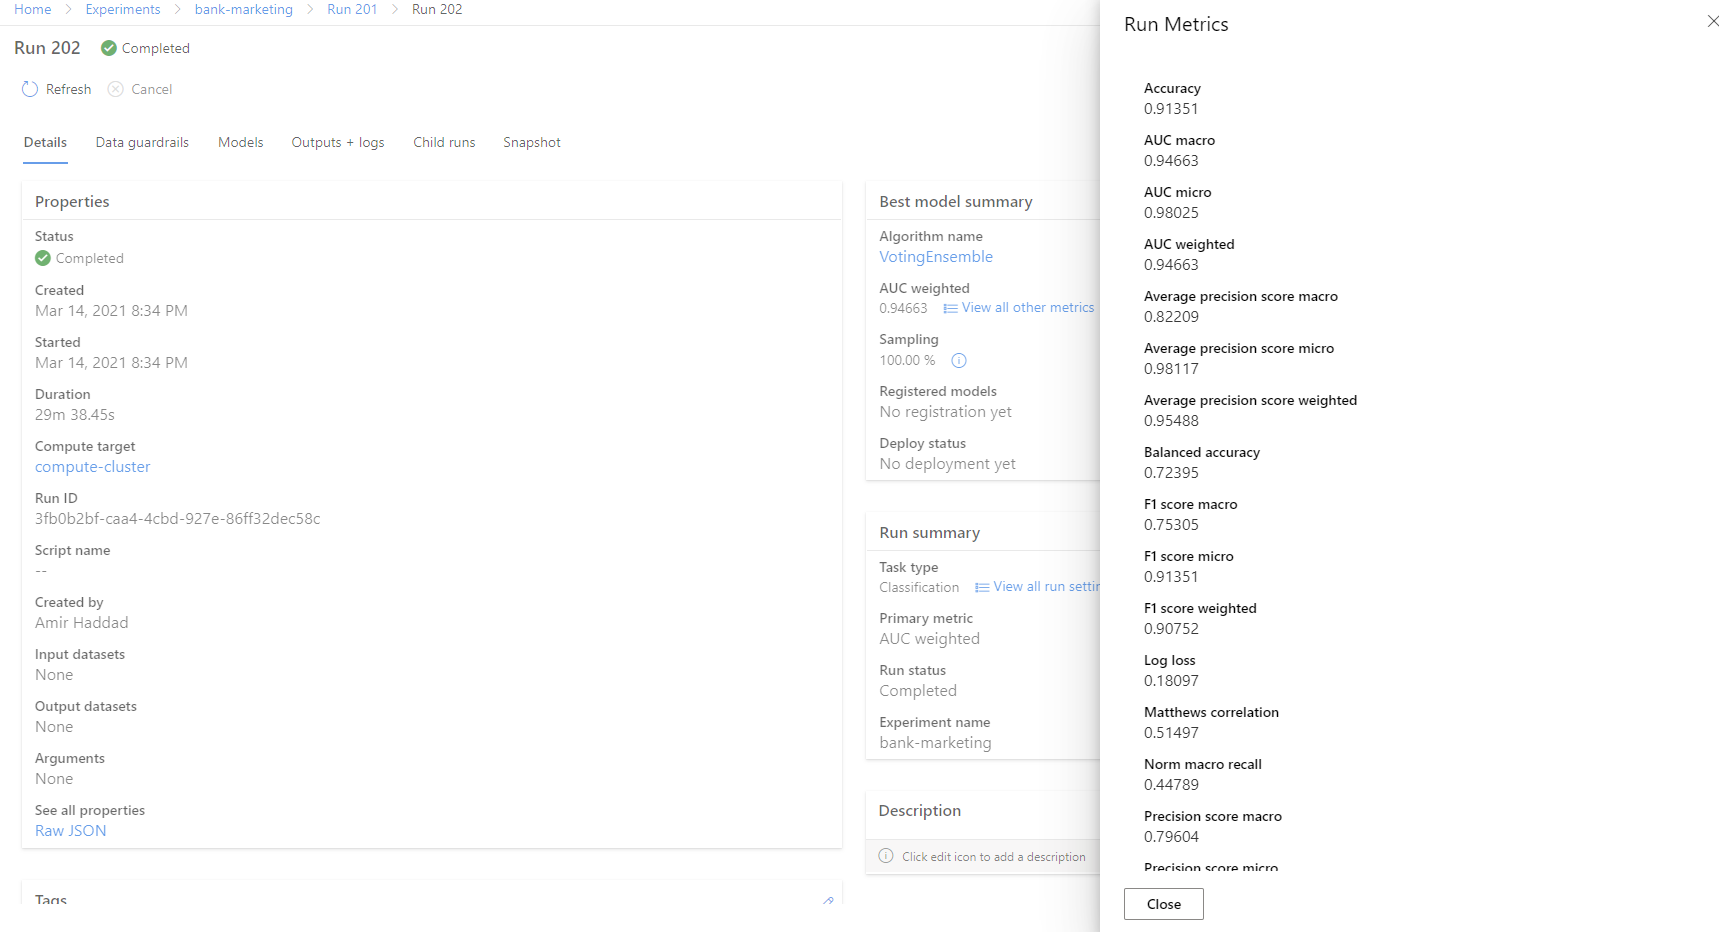 Home > Experiments > bank-marketing > Run 201 > Run 202
Run 202 Completed
Refresh Cancel
Details Data guardrails Models Outputs + logs Child runs Snapshot
Properties
Status
Completed
Created
Mar 14, 2021 8:34 PM
Started
Mar 14, 2021 8:34 PM
Duration
29m 38.45s
Compute target
compute-cluster
Run ID
3fb0b2bf-caa4-4cbd-927e-86ff32dec58c
Script name
--
Created by
Amir Haddad
Input datasets
None
Output datasets
None
Arguments
None
See all properties
Raw JSON
Tags
Best model summary
Algorithm name
VotingEnsemble
AUC weighted
0.94663 View all other metrics
Sampling
100.00 %
Registered models
No registration yet
Deploy status
No deployment yet
Run summary
Task type
Classification View all run settin
Primary metric
AUC weighted
Run status
Completed
Experiment name
bank-marketing
Description
Click edit icon to add a description
Run Metrics
Accuracy
0.91351
AUC macro
0.94663
AUC micro
0.98025
AUC weighted
0.94663
Average precision score macro
0.82209
Average precision score micro
0.98117
Average precision score weighted
0.95488
Balanced accuracy
0.72395
F1 score macro
0.75305
F1 score micro
0.91351
F1 score weighted
0.90752
Log loss
0.18097
Matthews correlation
0.51497
Norm macro recall
0.44789
Precision score macro
0.79604
Precision score micro
Close